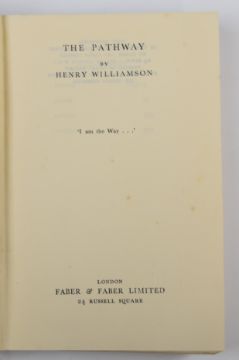 THE PATHWAY
BY
HENRY WILLIAMSON
'I am the Way . . .'
LONDON
FABER & FABER LIMITED
24 RUSSELL SQUARE